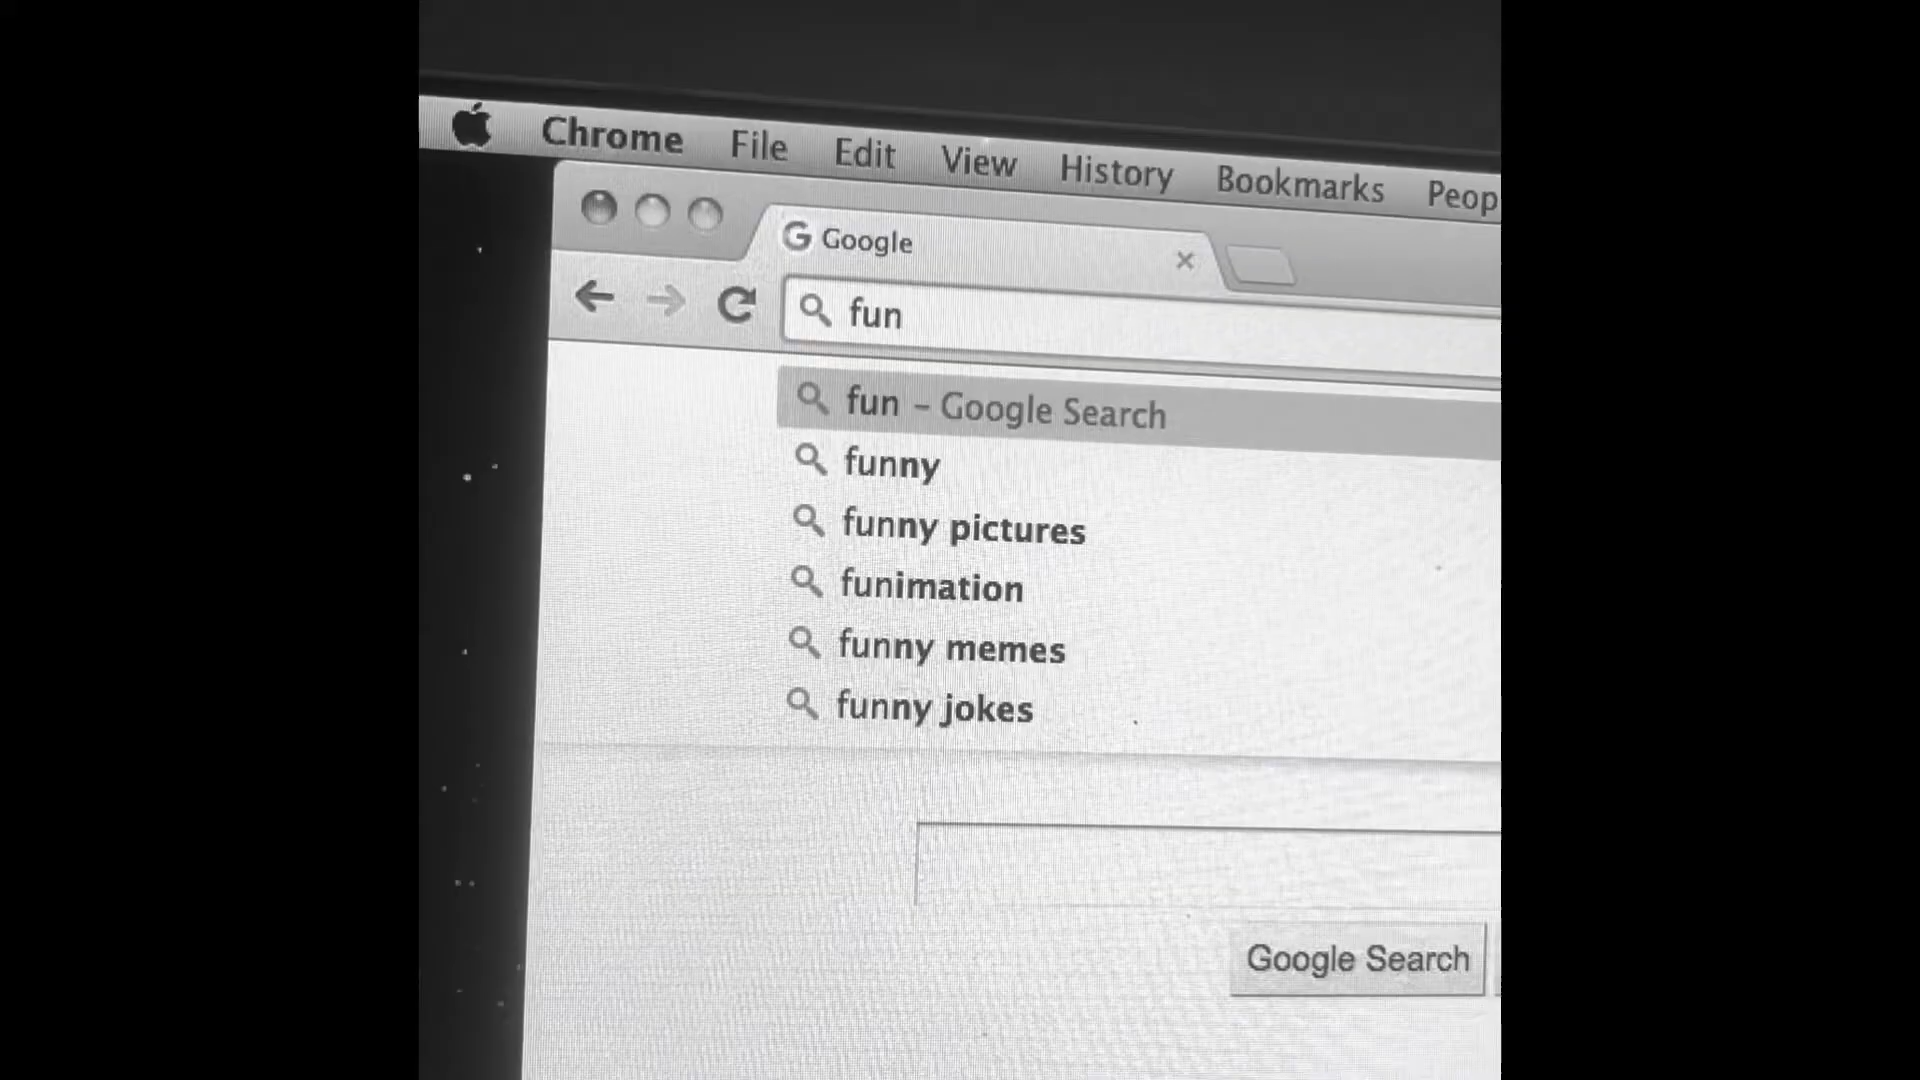 Chrome File Edit View History Bookmarks Peop
Google
fun
fun – Google Search
funny
funny pictures
funimation
funny memes
funny jokes
Google Search